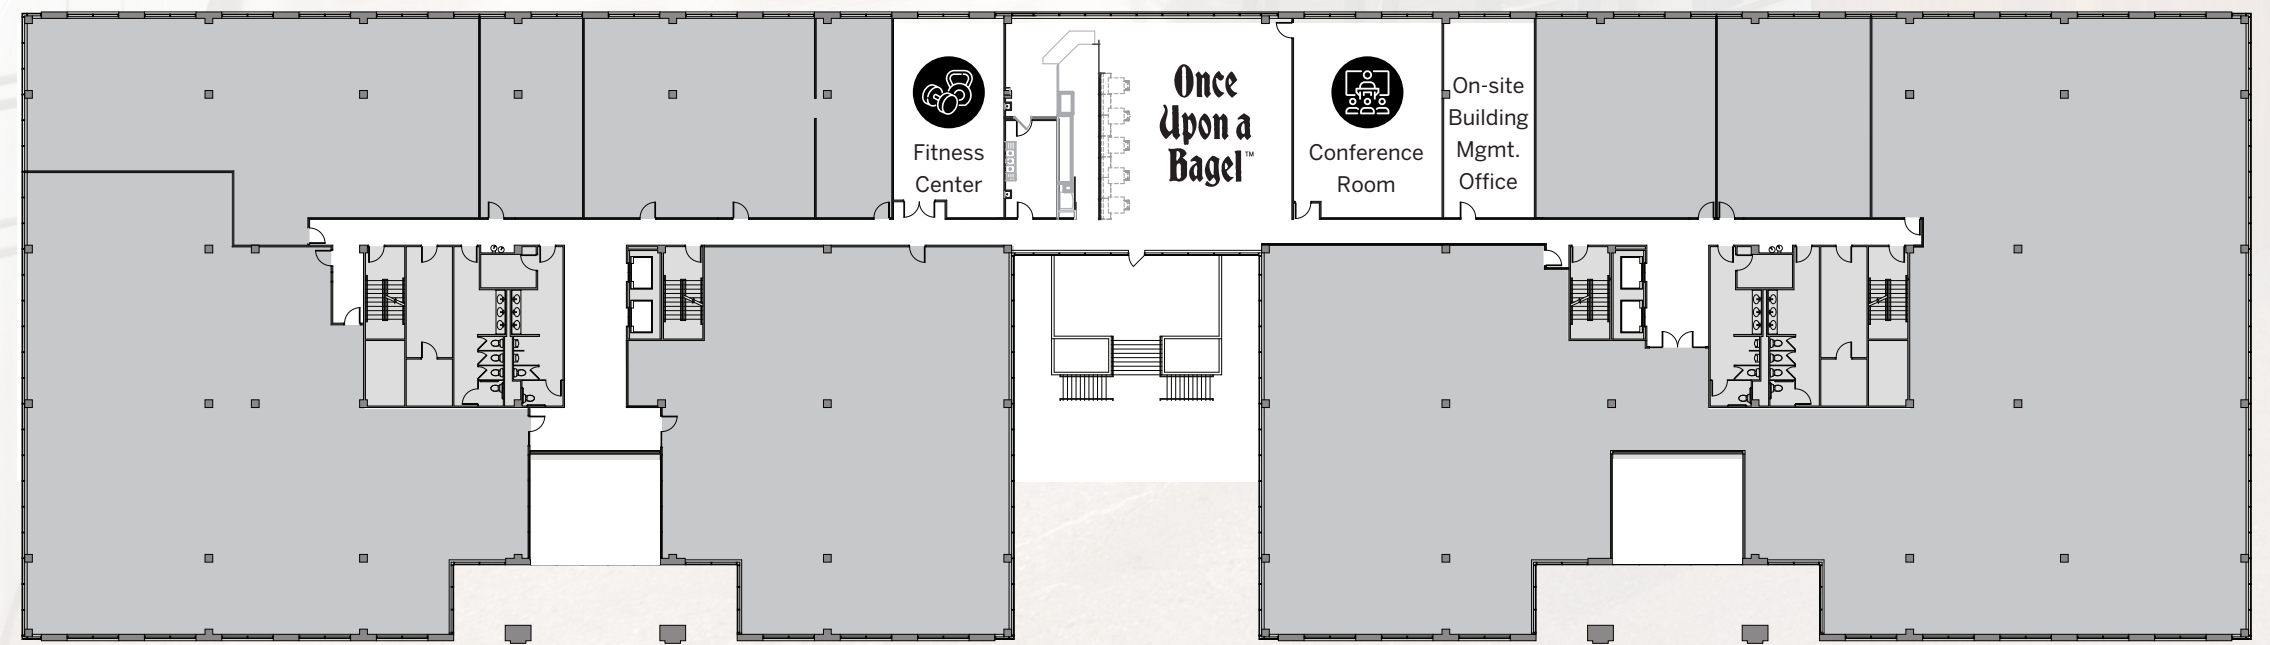 Fitness
Center
Once
Upon a
Bagel™
Conference
Room
On-site
Building
Mgmt.
Office